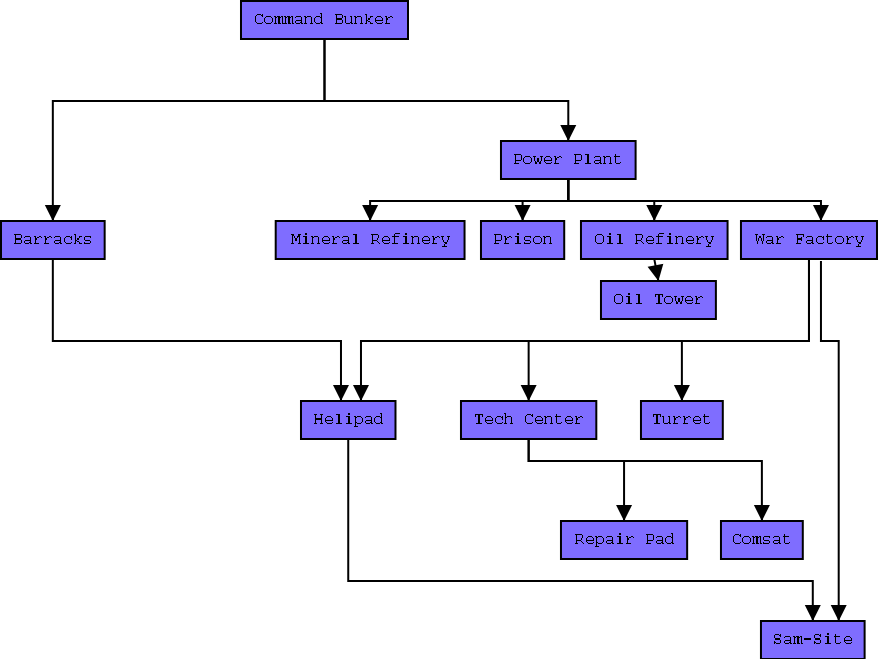 Command Bunker
Power Plant
Barracks
Mineral Refinery
Prison
Oil Refinery
War Factory
Oil Tower
Helipad
Tech Center
Turret
Repair Pad
Comsat
Sam-Site